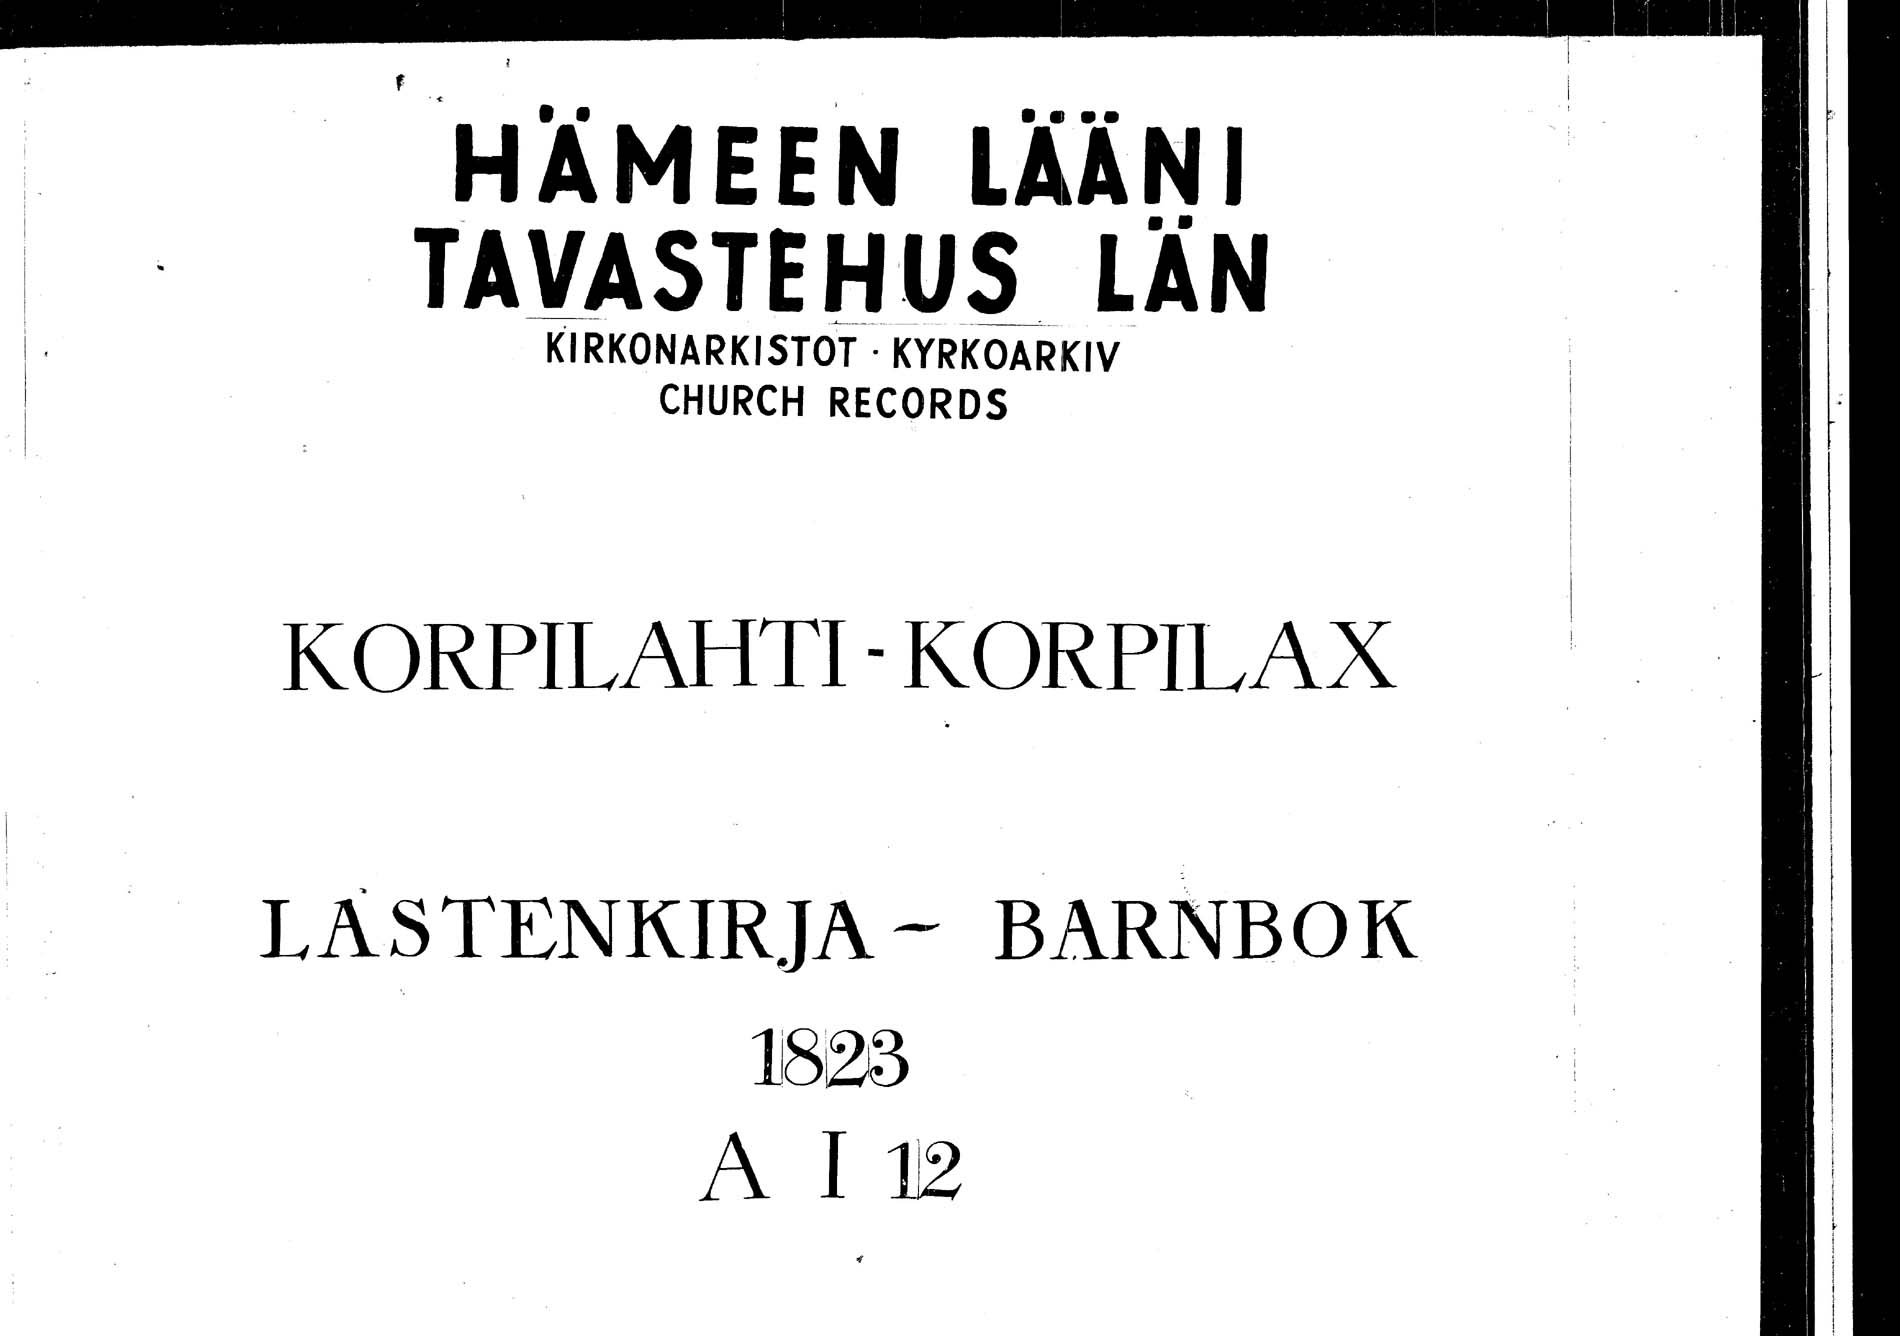 HÄMEEN LÄÄNI
TAVASTEHUS LÄN
KIRKONARKISTOT · KYRKOARKIV
CHURCH RECORDS
KORPILAHTI - KORPILAX
LASTENKIRJA - BARNBOK
1823
A I 12